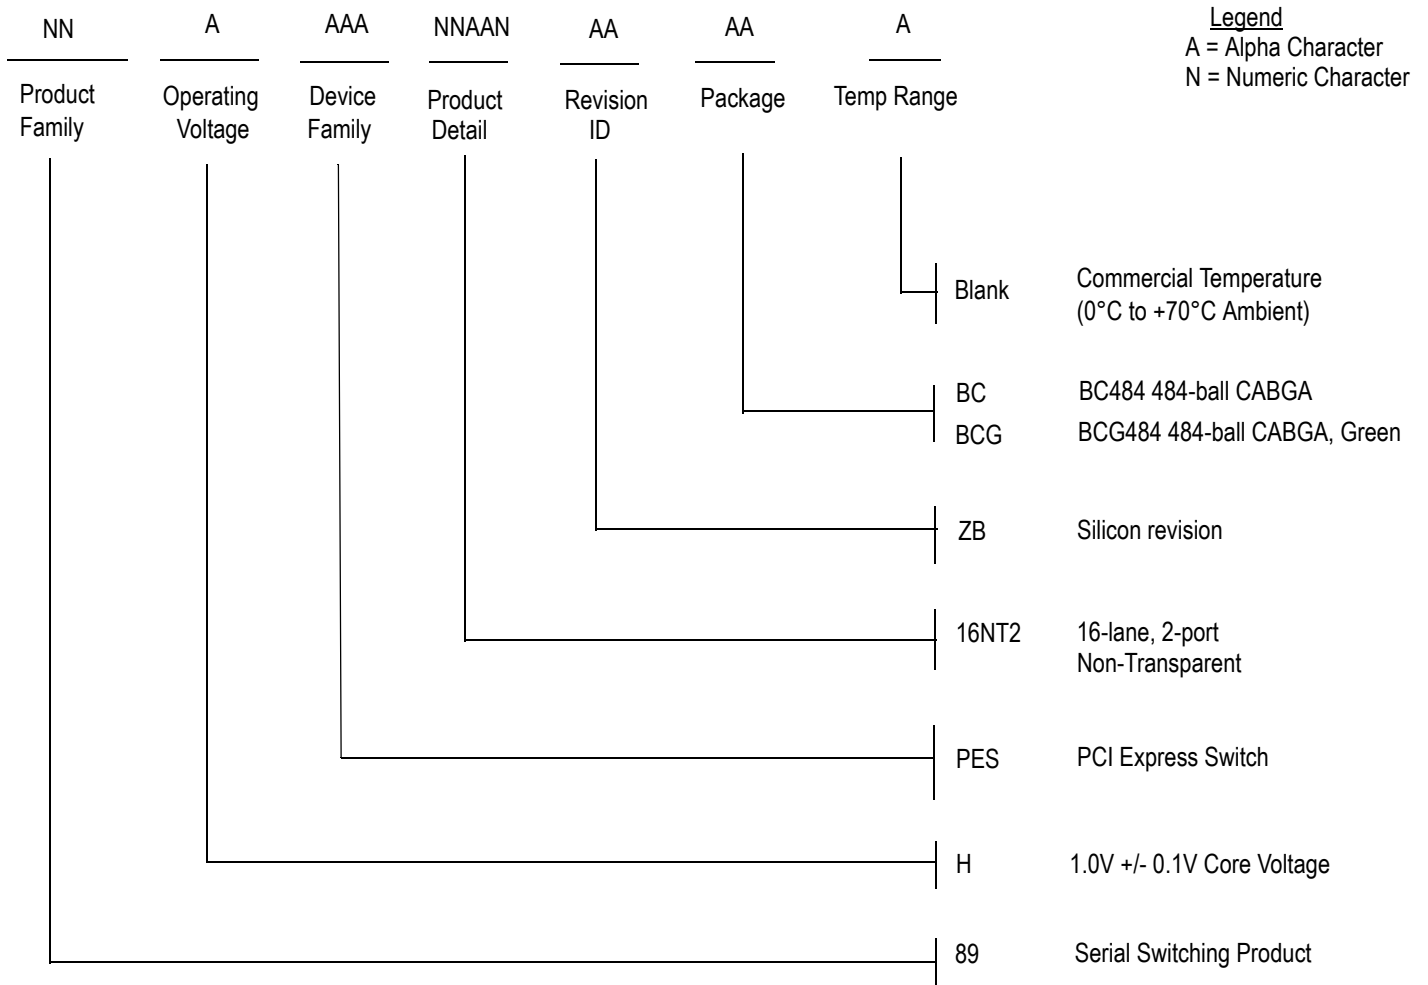 NN A AAA NNAAN AA AA A
Legend
A = Alpha Character
N = Numeric Character
Product
Family
Operating
Voltage
Device
Family
Product
Detail
Revision
ID
Package
Temp Range
Blank Commercial Temperature
(0°C to +70°C Ambient)
BC BC484 484-ball CABGA
BCG BCG484 484-ball CABGA, Green
ZB Silicon revision
16NT2 16-lane, 2-port
Non-Transparent
PES PCI Express Switch
H 1.0V +/- 0.1V Core Voltage
89 Serial Switching Product